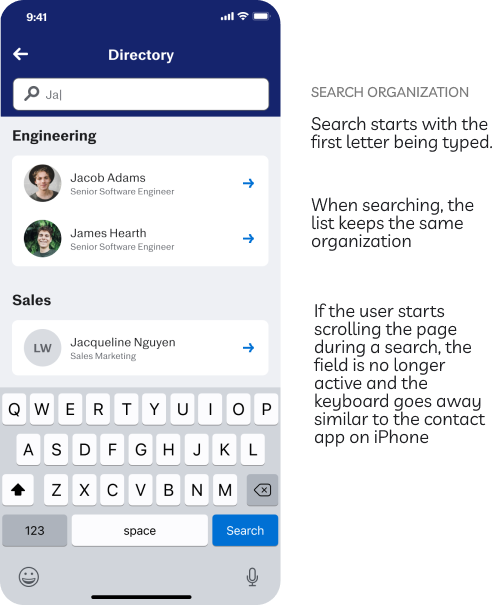 9:41
Directory
Ja
Engineering
Jacob Adams
Senior Software Engineer
James Hearth
Senior Software Engineer
Sales
LW
Jacqueline Nguyen
Sales Marketing
Q W E R T Y U I O P
A S D F G H J K L
Z X C V B N M
123 space Search
SEARCH ORGANIZATION
Search starts with the
first letter being typed.
When searching, the
list keeps the same
organization
If the user starts
scrolling the page
during a search, the
field is no longer
active and the
keyboard goes away
similar to the contact
app on iPhone